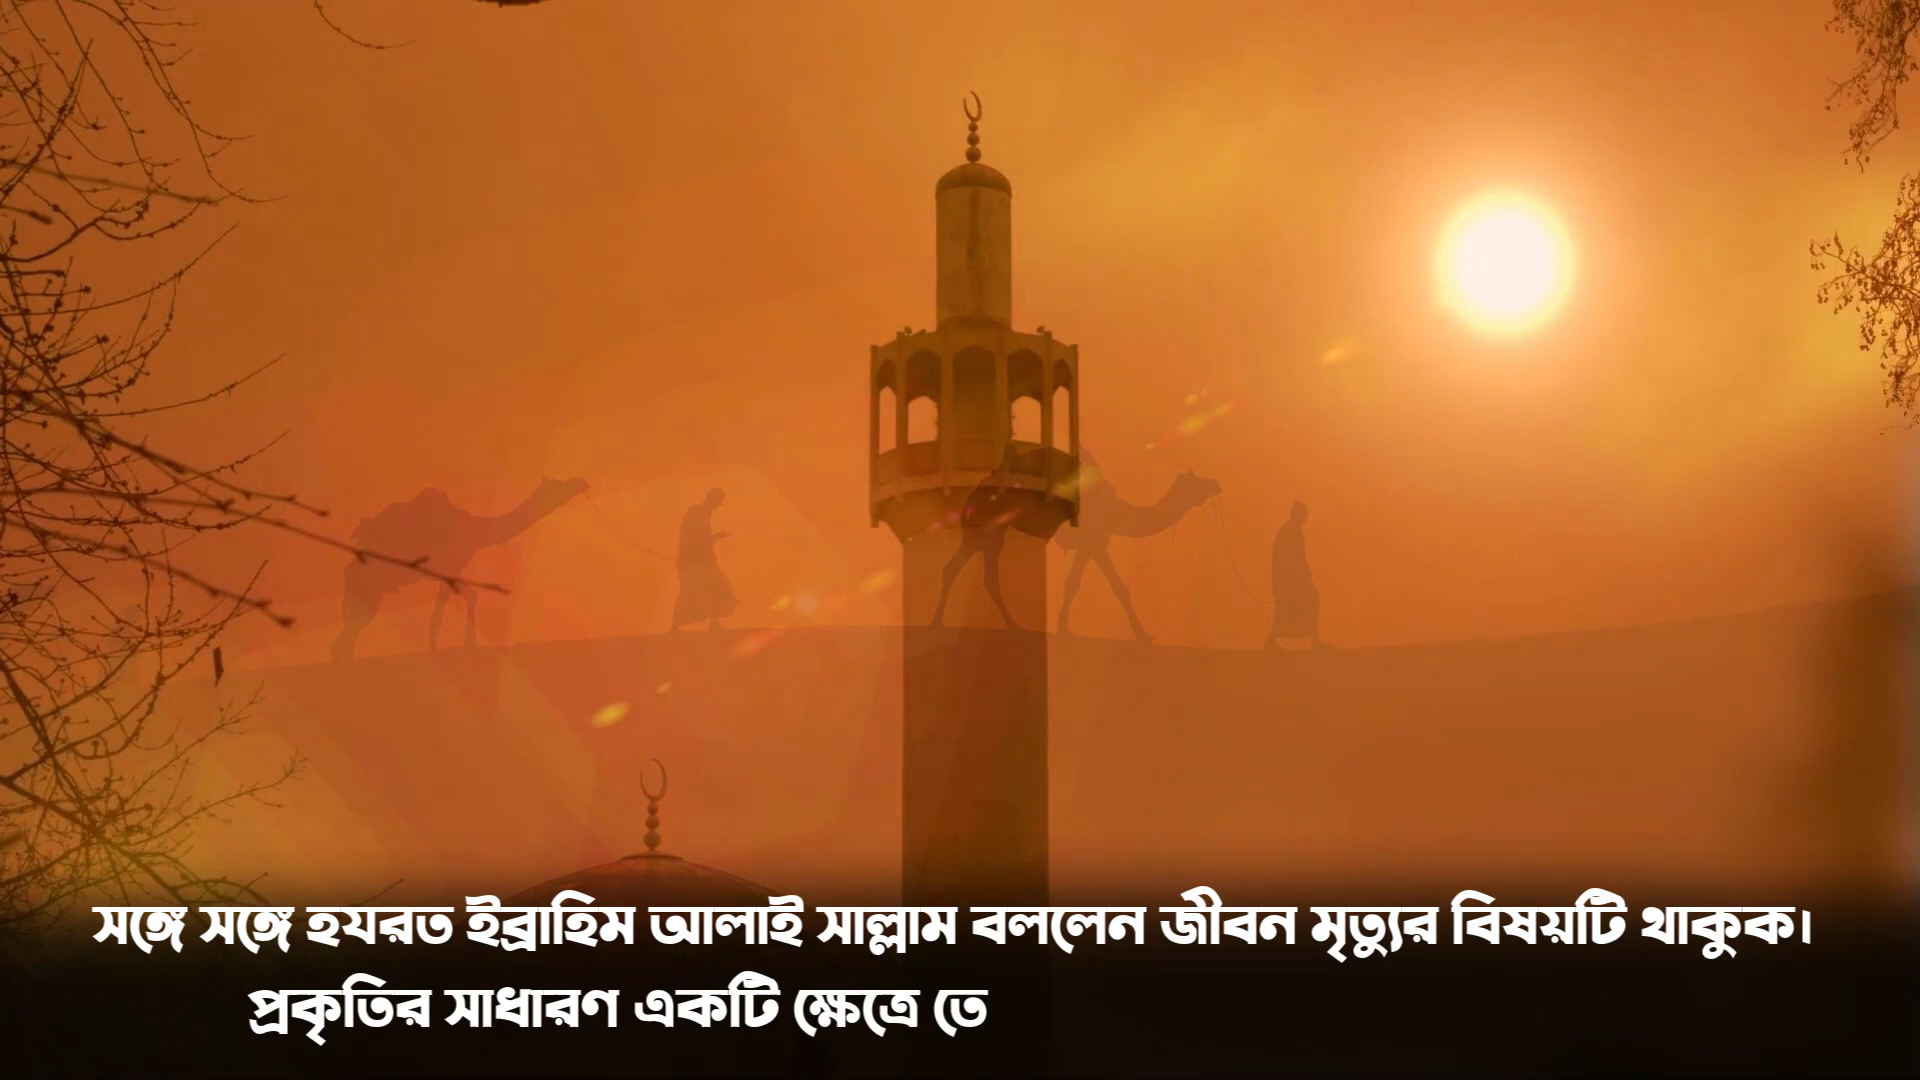 সঙ্গে সঙ্গে হযরত ইব্রাহিম আলাই সাল্লাম বললেন জীবন মৃত্যুর বিষয়টি থাকুক।
প্রকৃতির সাধারণ একটি ক্ষেত্রে তে